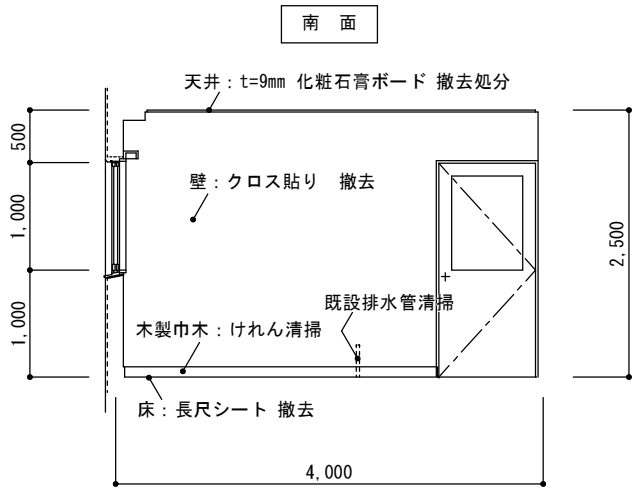 南 面
天井：t=9mm 化粧石膏ボード 撤去処分
500
壁：クロス貼り 撤去
1,000
2,500
既設排水管清掃
木製巾木：けれん清掃
1,000
床：長尺シート 撤去
4,000